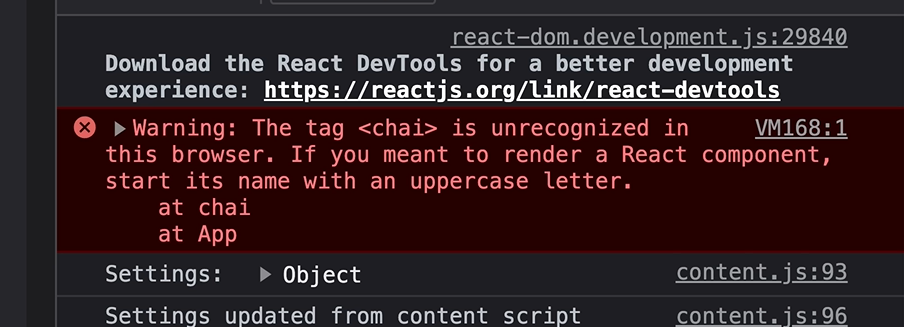 react-dom.development.js:29840
Download the React DevTools for a better development
experience: https://reactjs.org/link/react-devtools
Warning: The tag <chai> is unrecognized in VM168:1
this browser. If you meant to render a React component,
start its name with an uppercase letter.
at chai
at App
Settings: Object content.js:93
Settings updated from content script content.js:96